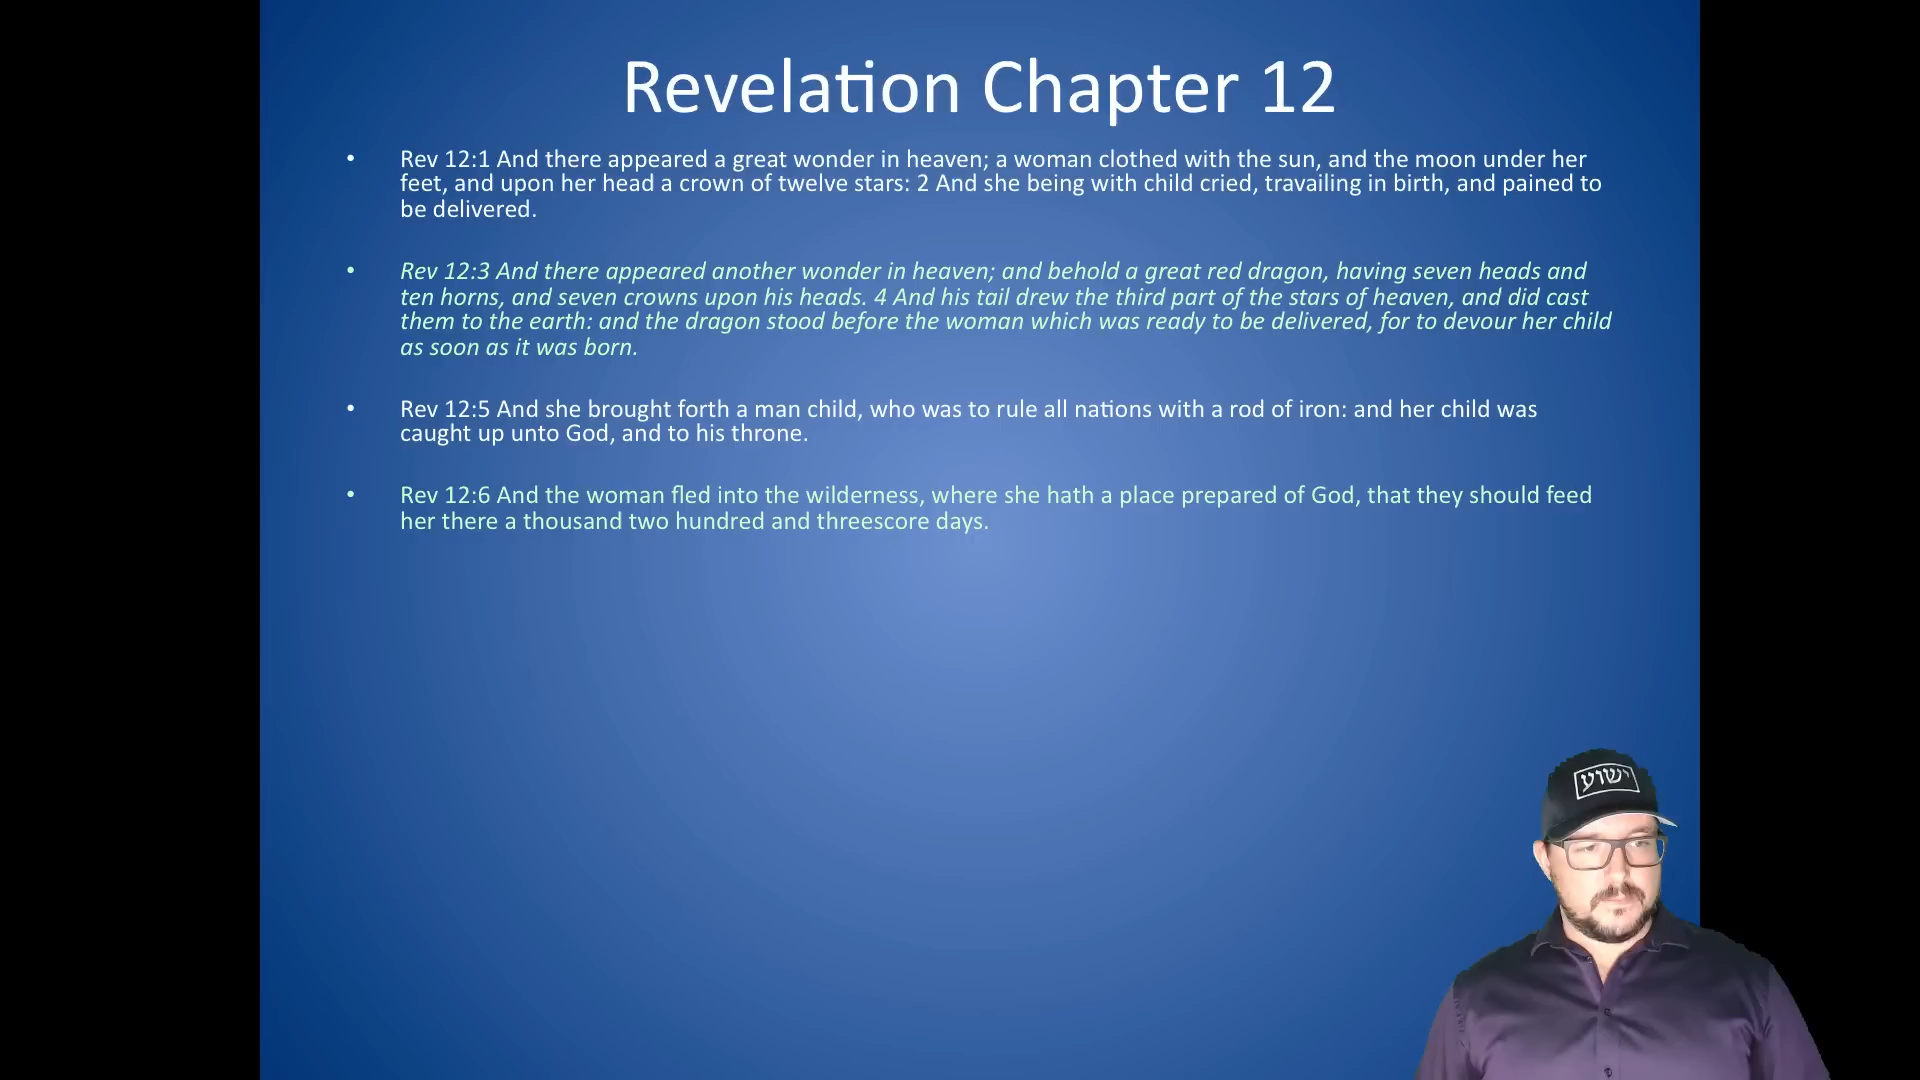 Revelation Chapter 12
• Rev 12:1 And there appeared a great wonder in heaven; a woman clothed with the sun, and the moon under her
feet, and upon her head a crown of twelve stars: 2 And she being with child cried, travailing in birth, and pained to
be delivered.
• Rev 12:3 And there appeared another wonder in heaven; and behold a great red dragon, having seven heads and
ten horns, and seven crowns upon his heads. 4 And his tail drew the third part of the stars of heaven, and did cast
them to the earth: and the dragon stood before the woman which was ready to be delivered, for to devour her child
as soon as it was born.
• Rev 12:5 And she brought forth a man child, who was to rule all nations with a rod of iron: and her child was
caught up unto God, and to his throne.
• Rev 12:6 And the woman fled into the wilderness, where she hath a place prepared of God, that they should feed
her there a thousand two hundred and threescore days.
ישוע